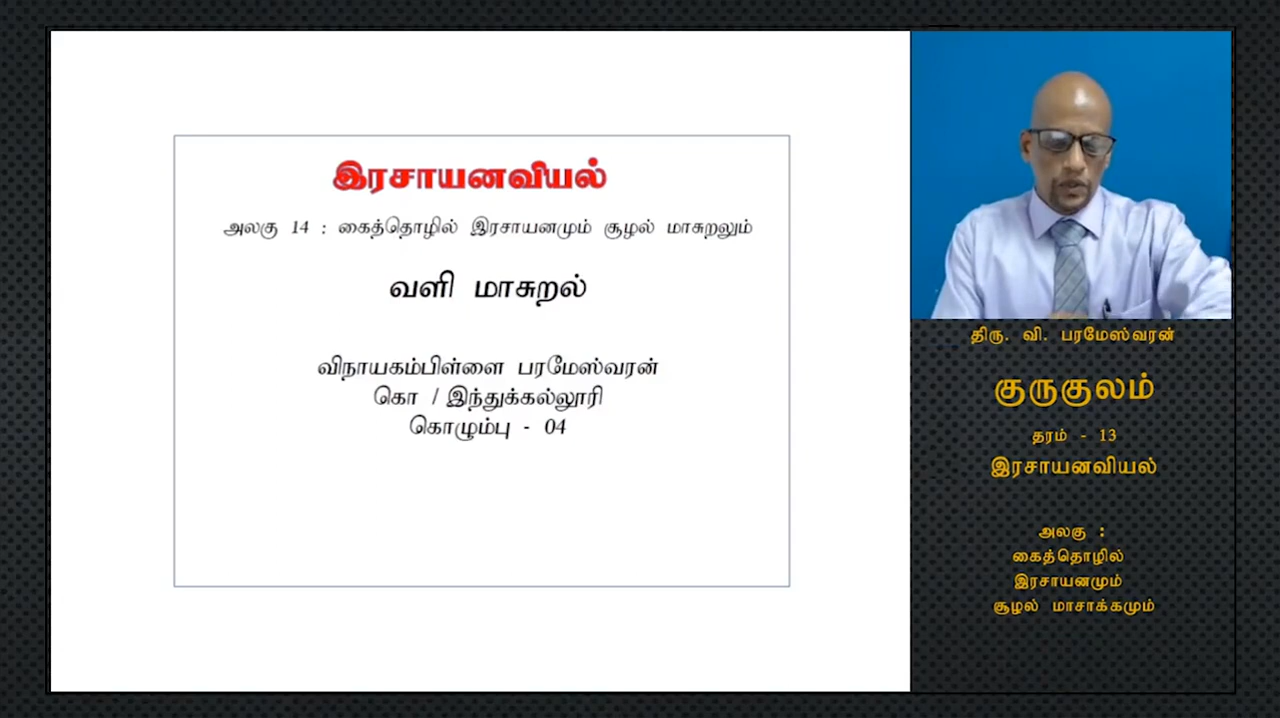 இரசாயனவியல்
அலகு 14 : கைத்தொழில் இரசாயனமும் சூழல் மாசுறலும்
வளி மாசுறல்
விநாயகம்பிள்ளை பரமேஸ்வரன்
கொ / இந்துக்கல்லூரி
கொழும்பு - 04
திரு. வி. பரமேஸ்வரன்
குருகுலம்
தரம் - 13
இரசாயனவியல்
அலகு :
கைத்தொழில்
இரசாயனமும்
சூழல் மாசாக்கமும்